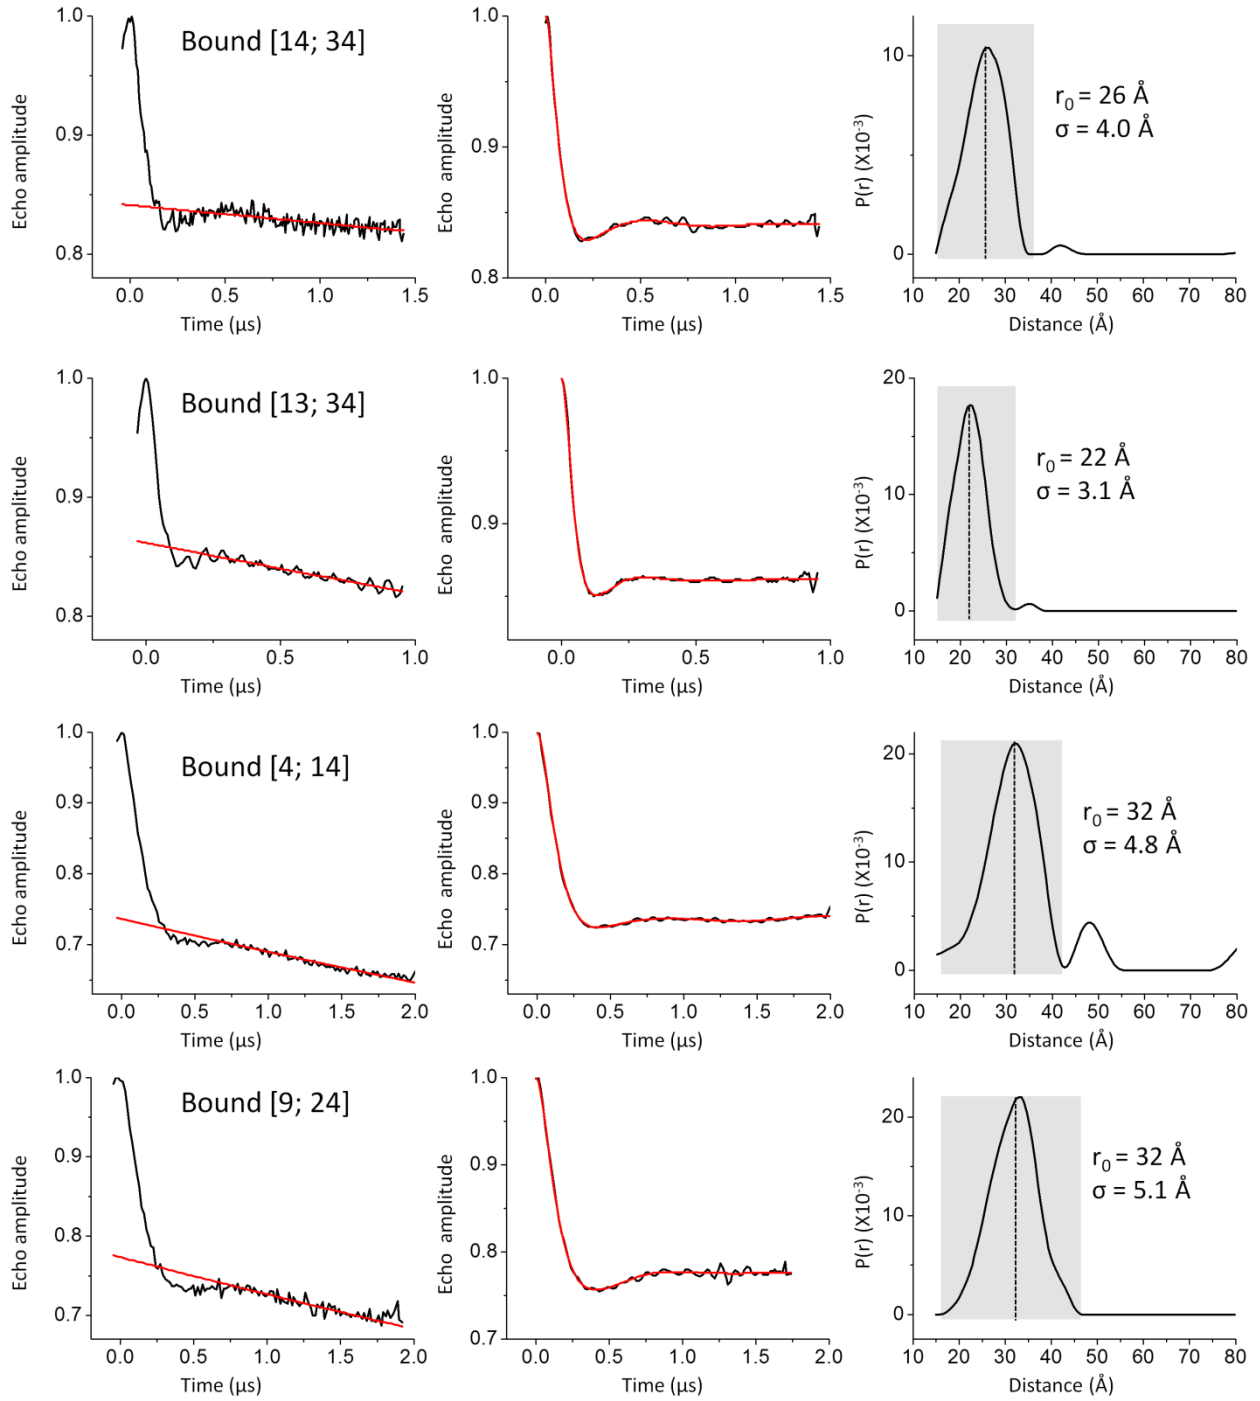 Bound [14; 34]
Echo amplitude
1.0
0.9
0.8
0.0 0.5 1.0 1.5
Time (µs)
Echo amplitude
1.0
0.9
0.8
0.0 0.5 1.0 1.5
Time (µs)
P(r) (X10⁻³)
10
0
r₀ = 26 Å
σ = 4.0 Å
10 20 30 40 50 60 70 80
Distance (Å)
Bound [13; 34]
Echo amplitude
1.0
0.9
0.8
0.0 0.5 1.0
Time (µs)
Echo amplitude
1.0
0.9
0.0 0.5 1.0
Time (µs)
P(r) (X10⁻³)
20
10
0
r₀ = 22 Å
σ = 3.1 Å
10 20 30 40 50 60 70 80
Distance (Å)
Bound [4; 14]
Echo amplitude
1.0
0.9
0.8
0.7
0.0 0.5 1.0 1.5 2.0
Time (µs)
Echo amplitude
1.0
0.9
0.8
0.7
0.0 0.5 1.0 1.5 2.0
Time (µs)
P(r) (X10⁻³)
20
10
0
r₀ = 32 Å
σ = 4.8 Å
10 20 30 40 50 60 70 80
Distance (Å)
Bound [9; 24]
Echo amplitude
1.0
0.9
0.8
0.7
0.0 0.5 1.0 1.5 2.0
Time (µs)
Echo amplitude
1.0
0.9
0.8
0.7
0.0 0.5 1.0 1.5 2.0
Time (µs)
P(r) (X10⁻³)
20
10
0
r₀ = 32 Å
σ = 5.1 Å
10 20 30 40 50 60 70 80
Distance (Å)